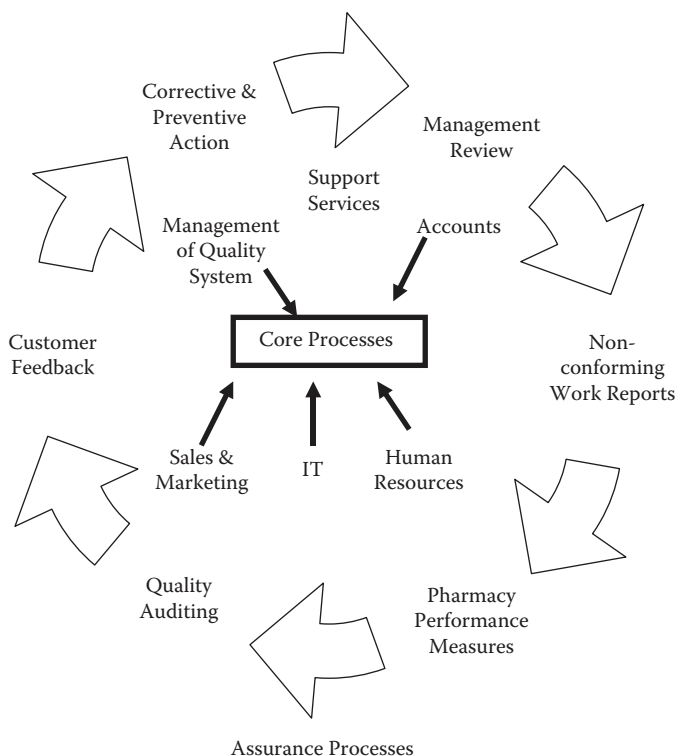 Corrective &
Preventive
Action
Management
Review
Support
Services
Management
of Quality
System
Accounts
Core Processes
Customer
Feedback
Non-
conforming
Work Reports
Sales &
Marketing
IT
Human
Resources
Quality
Auditing
Pharmacy
Performance
Measures
Assurance Processes